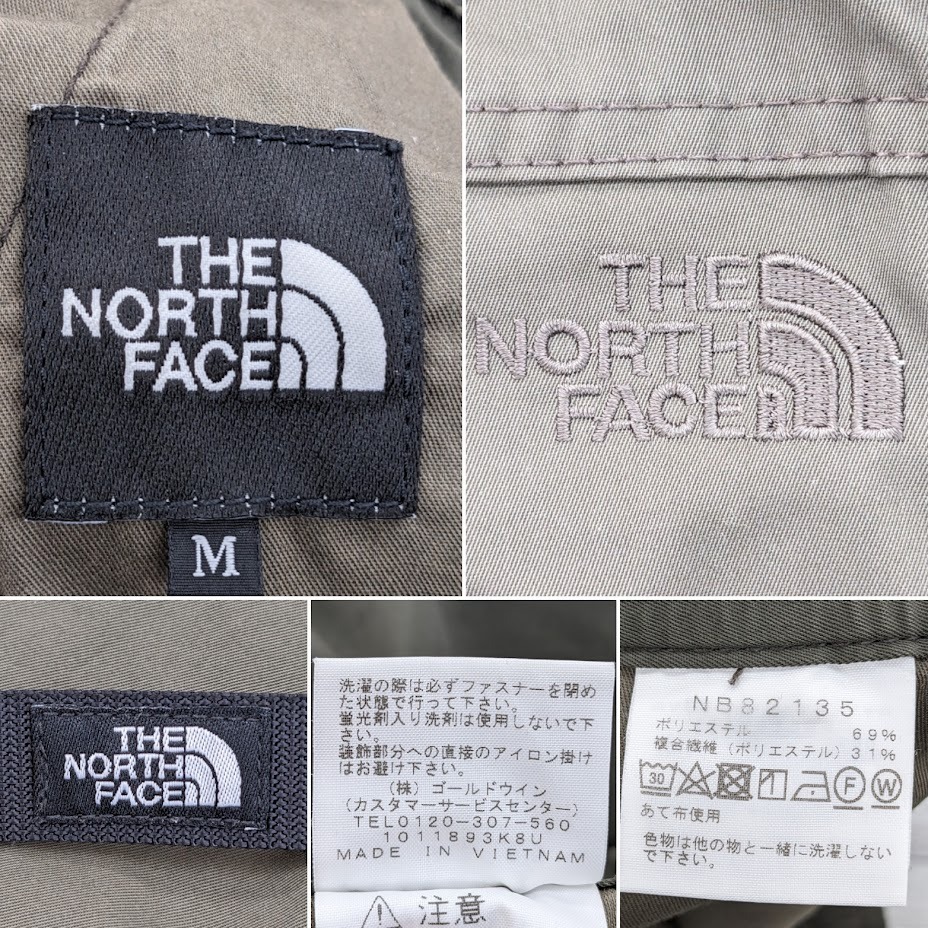 THE
NORTH
FACE
M
THE
NORTH
FACE
THE
NORTH
FACE
洗濯の際は必ずファスナーを閉め
た状態で行って下さい。
蛍光剤入り洗剤は使用しないで下
さい。
装飾部分への直接のアイロン掛け
はお避け下さい。
(株) ゴールドウイン
(カスタマーサービスセンター)
TEL0120-307-560
1011893K8U
MADE IN VIETNAM
注意
NB82135
ポリエステル 69%
複合繊維 (ポリエステル) 31%
30 F W
あて布使用
色物は他の物と一緒に洗濯しない
で下さい。